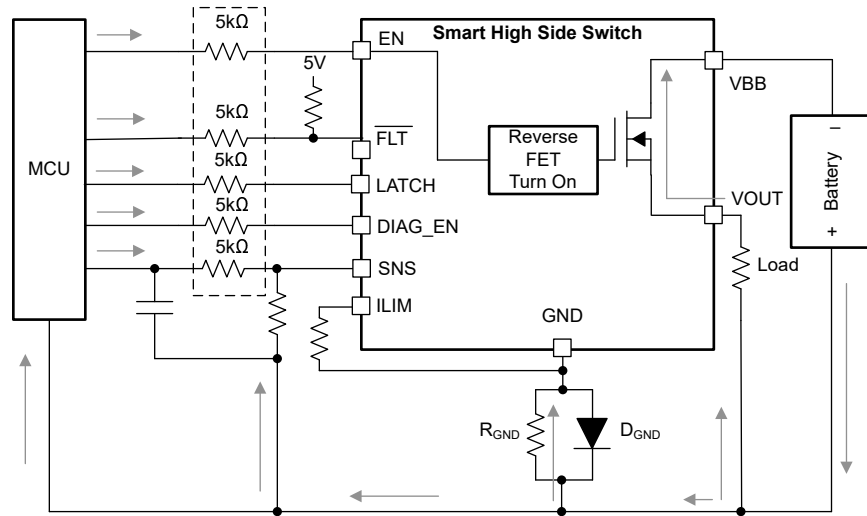 5kΩ
Smart High Side Switch
EN
5V
VBB
5kΩ
FLT
Reverse
FET
Turn On
MCU
5kΩ
LATCH
VOUT
Battery
−
+
5kΩ
DIAG_EN
5kΩ
SNS
Load
ILIM
GND
RGND
DGND